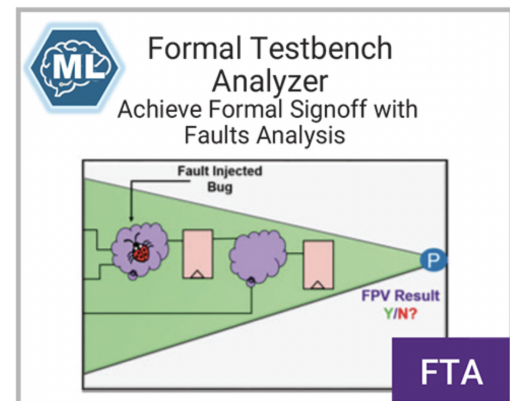 ML
Formal Testbench
Analyzer
Achieve Formal Signoff with
Faults Analysis
Fault Injected
Bug
P
FPV Result
Y/N?
FTA